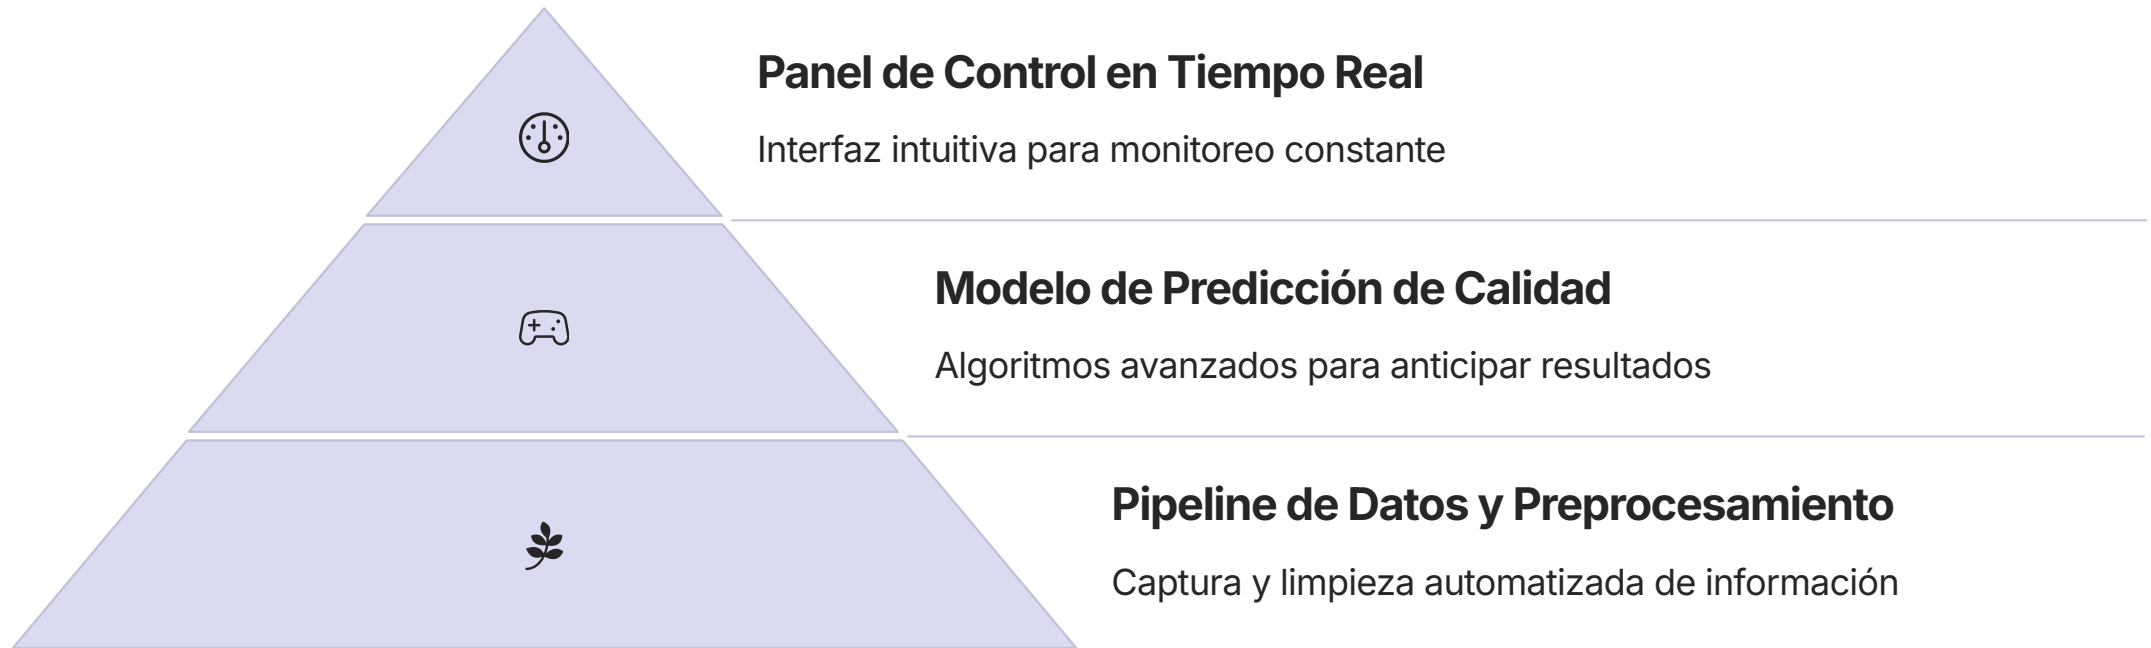 Panel de Control en Tiempo Real
Interfaz intuitiva para monitoreo constante
Modelo de Predicción de Calidad
Algoritmos avanzados para anticipar resultados
Pipeline de Datos y Preprocesamiento
Captura y limpieza automatizada de información